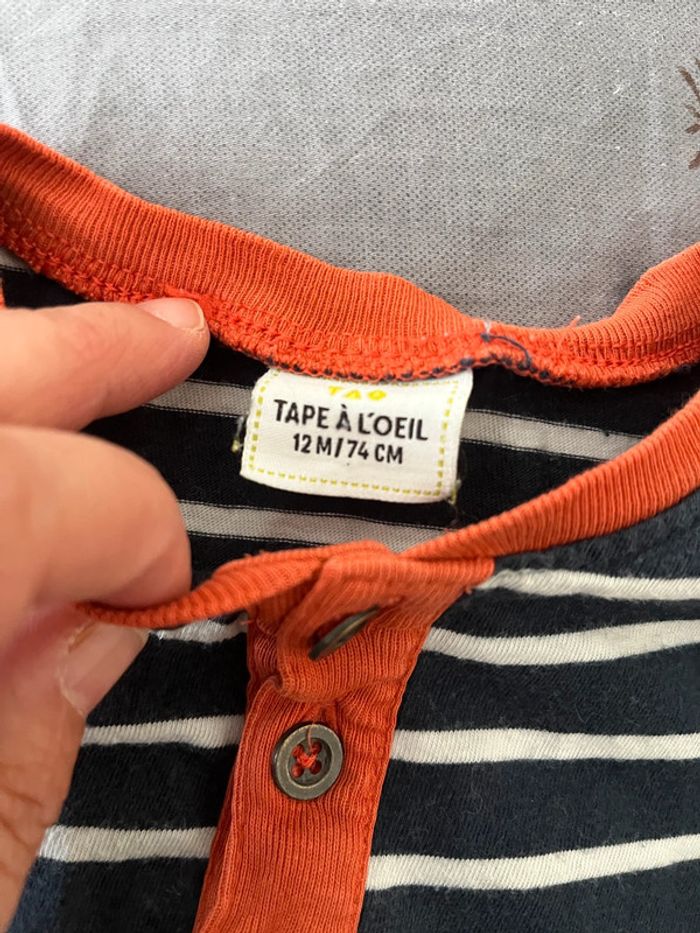 TAO
TAPE À L'OEIL
12 M/74 CM